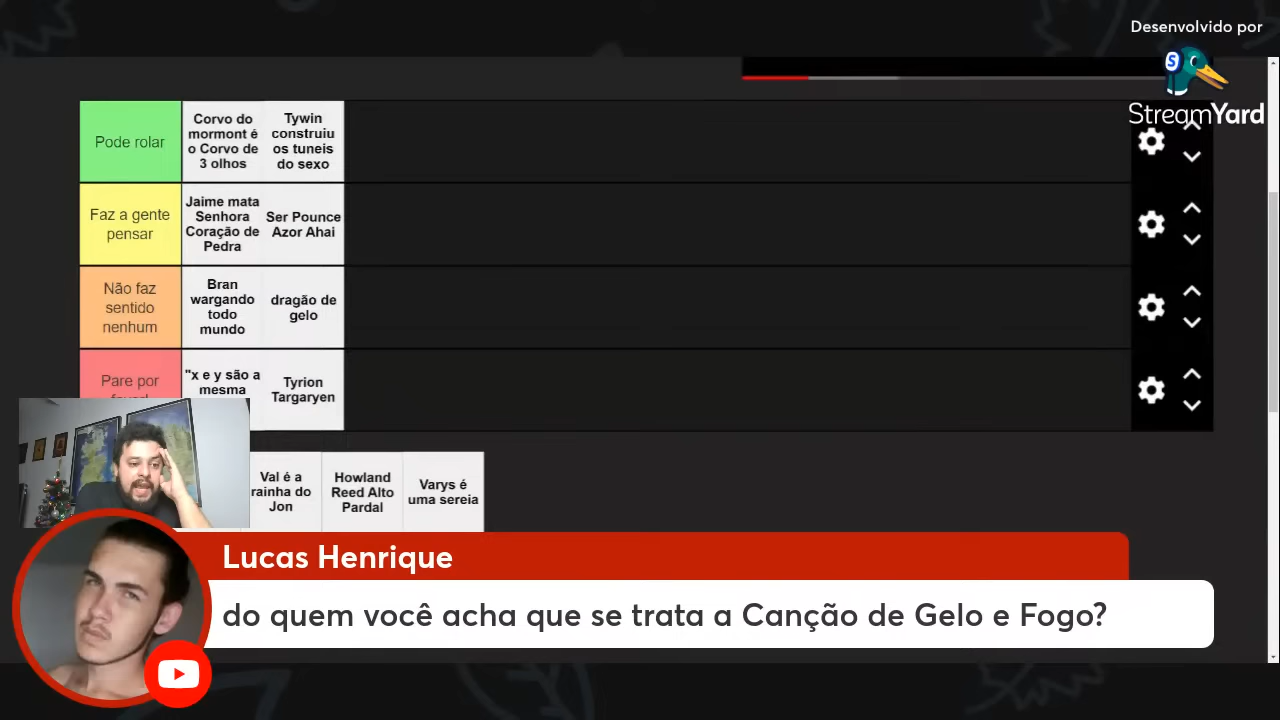 Desenvolvido por
StreamYard
Pode rolar
Corvo do
mormont é
o Corvo de
3 olhos
Tywin
construiu
os tuneis
do sexo
Faz a gente
pensar
Jaime mata
Senhora
Coração de
Pedra
Ser Pounce
Azor Ahai
Não faz
sentido
nenhum
Bran
wargando
todo
mundo
dragão de
gelo
Pare por
"x e y são a
mesma
Tyrion
Targaryen
Val é a
rainha do
Jon
Howland
Reed Alto
Pardal
Varys é
uma sereia
Lucas Henrique
do quem você acha que se trata a Canção de Gelo e Fogo?